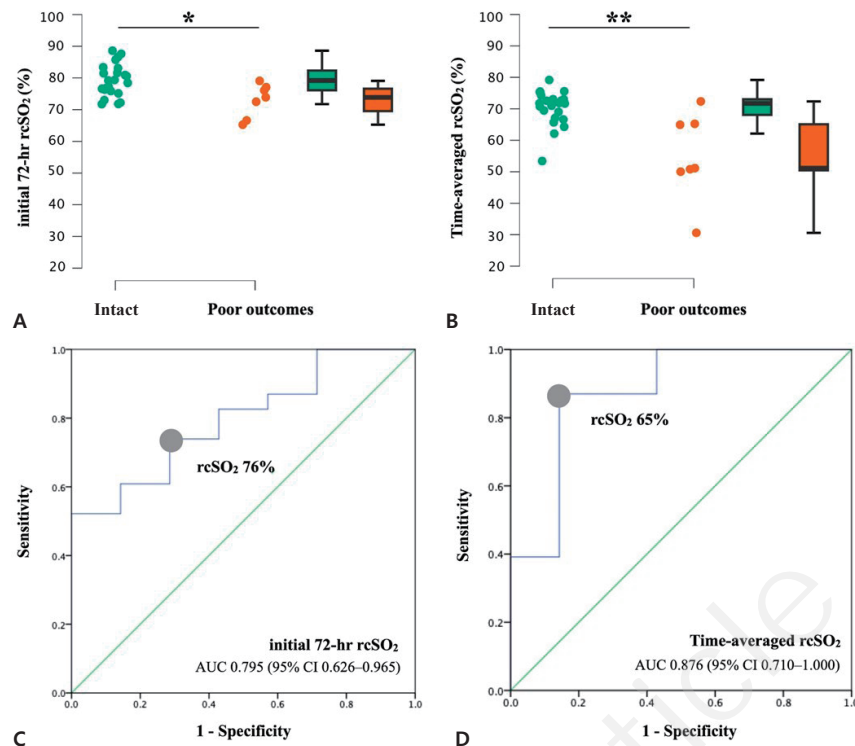 100
90
80
70
60
50
40
30
20
initial 72-hr rcSO₂ (%)
*
Intact
Poor outcomes
A
100
90
80
70
60
50
40
30
20
Time-averaged rcSO₂ (%)
**
Intact
Poor outcomes
B
1.0
0.8
0.6
0.4
0.2
0.0
Sensitivity
rcSO₂ 76%
initial 72-hr rcSO₂
AUC 0.795 (95% CI 0.626–0.965)
0.0 0.2 0.4 0.6 0.8 1.0
1 - Specificity
C
1.0
0.8
0.6
0.4
0.2
0.0
Sensitivity
rcSO₂ 65%
Time-averaged rcSO₂
AUC 0.876 (95% CI 0.710–1.000)
0.0 0.2 0.4 0.6 0.8 1.0
1 - Specificity
D
ticle